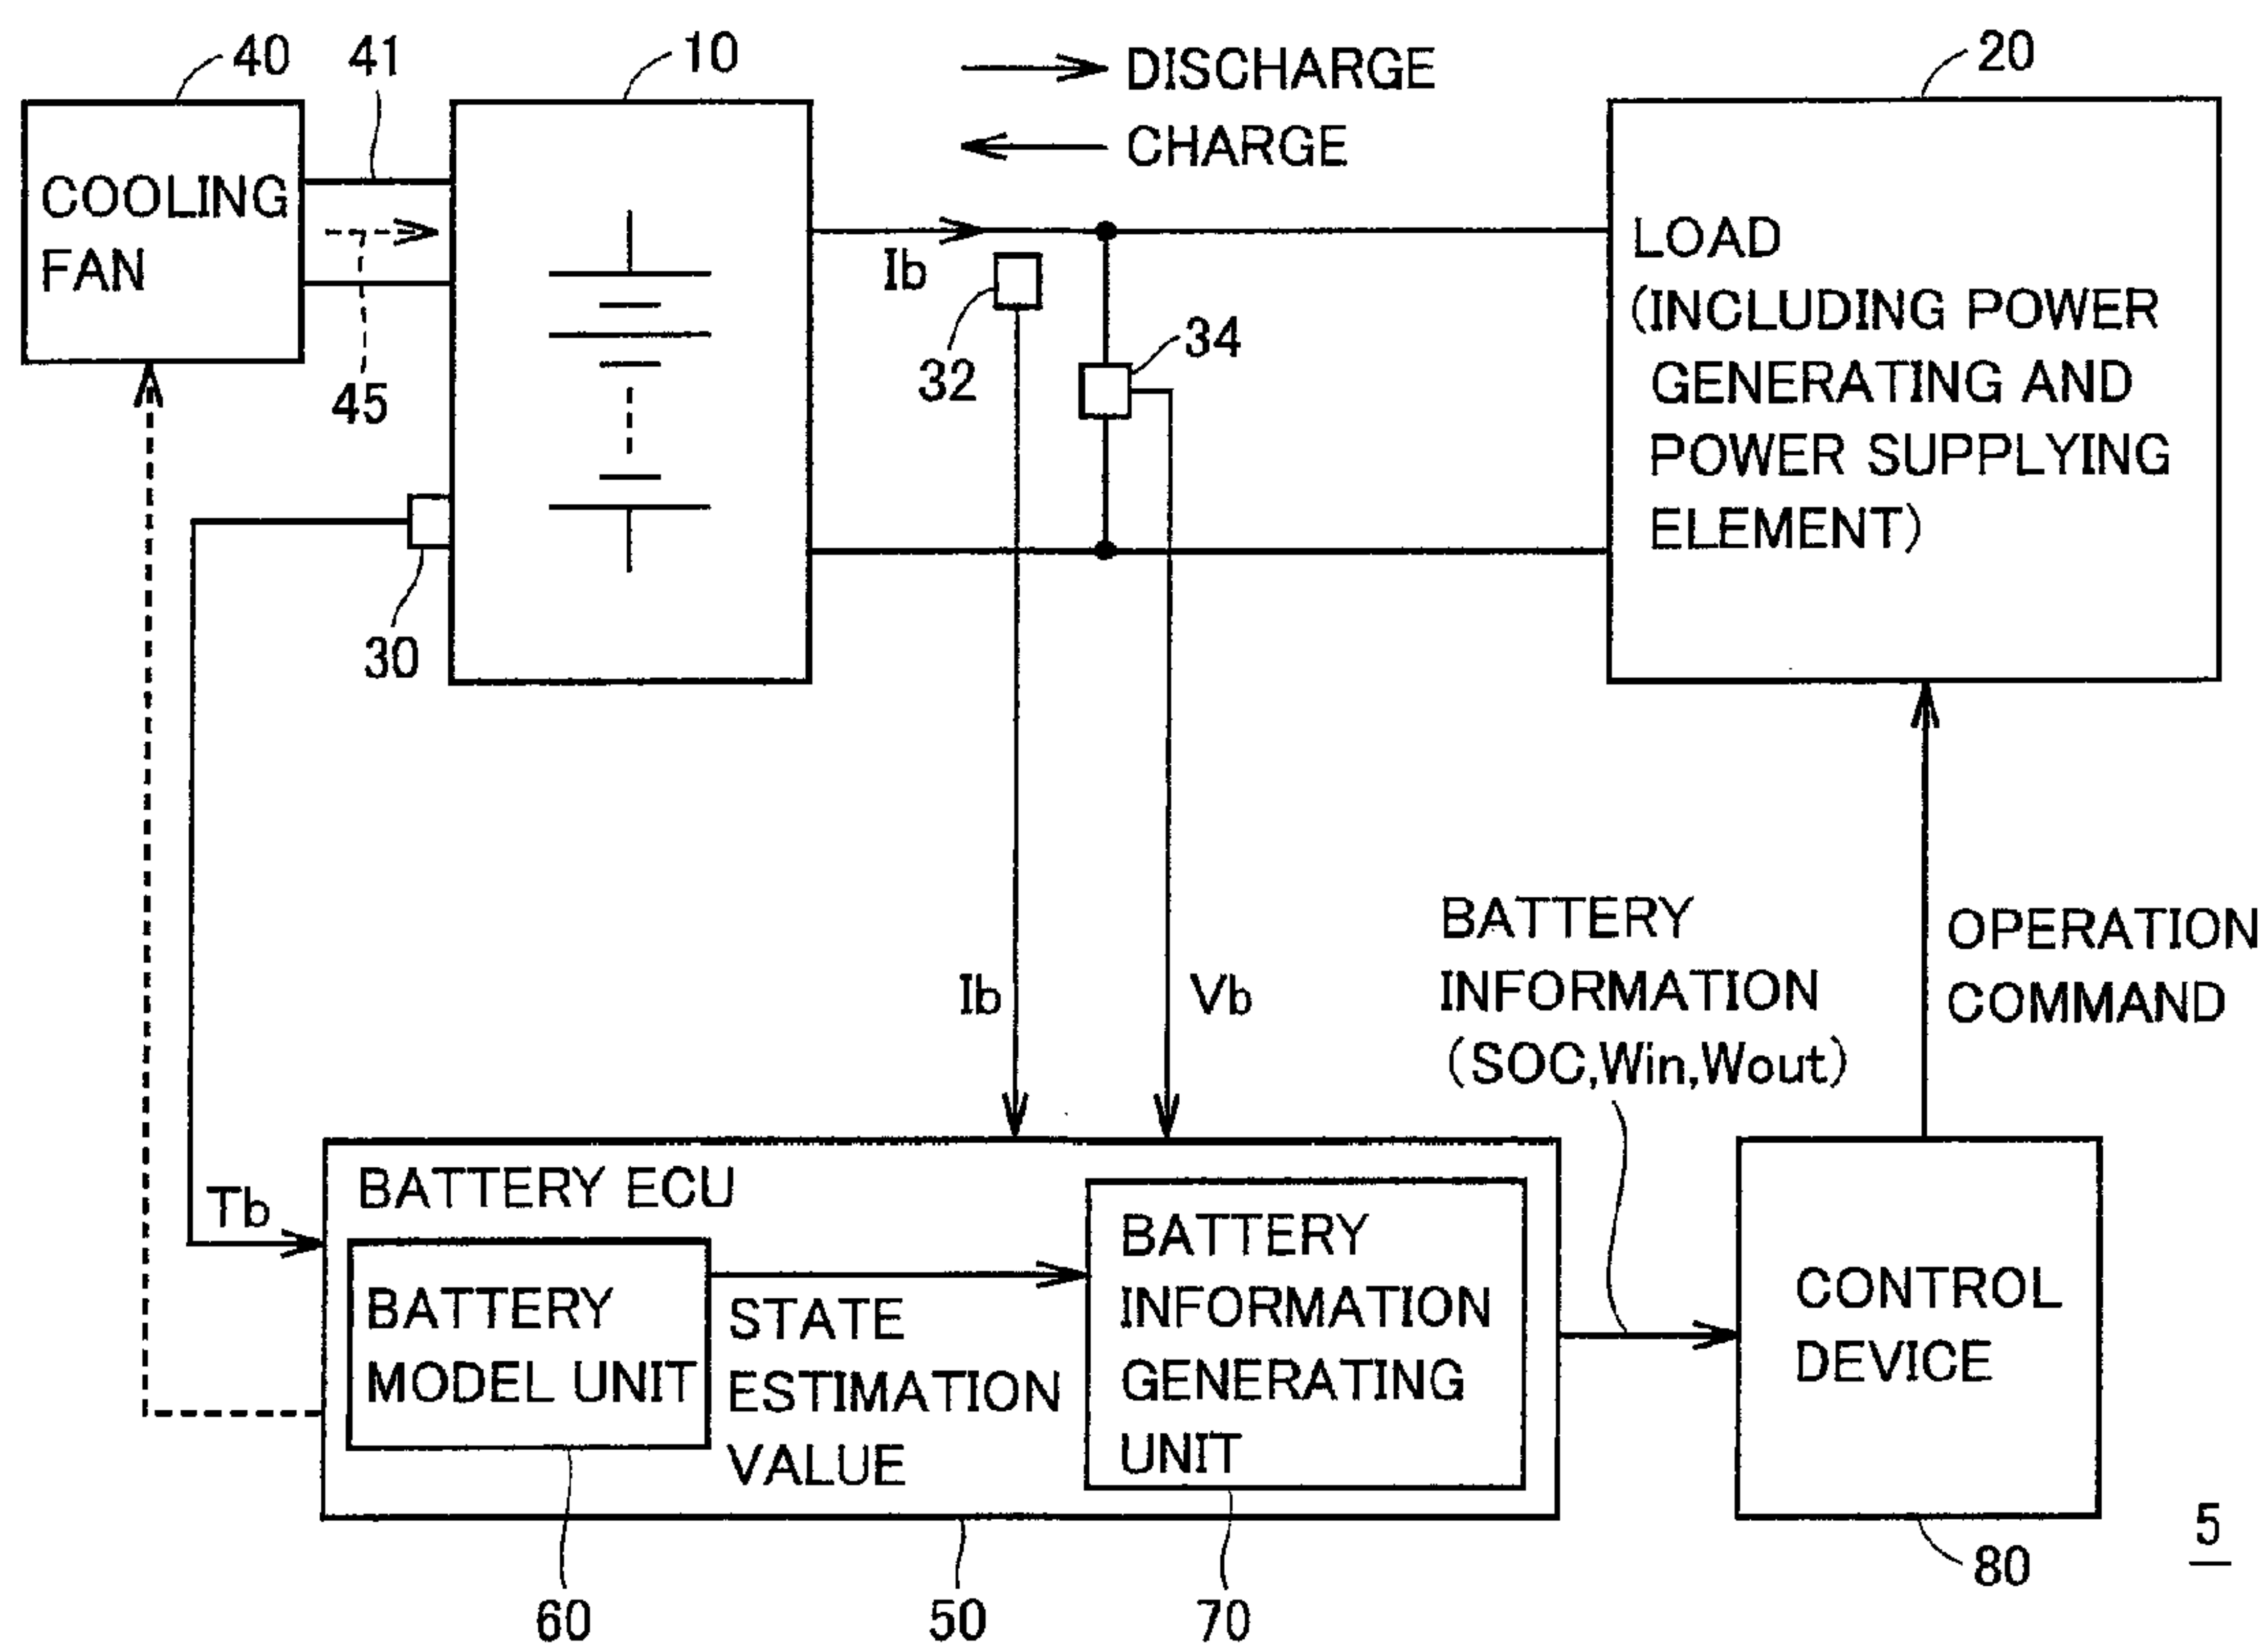 40
41
10
DISCHARGE
CHARGE
20
COOLING
FAN
45
30
Ib
32
34
LOAD
(INCLUDING POWER
GENERATING AND
POWER SUPPLYING
ELEMENT)
Ib
Vb
BATTERY
INFORMATION
(SOC,Win,Wout)
OPERATION
COMMAND
Tb
BATTERY ECU
BATTERY
MODEL UNIT
STATE
ESTIMATION
VALUE
BATTERY
INFORMATION
GENERATING
UNIT
CONTROL
DEVICE
60
50
70
80
5